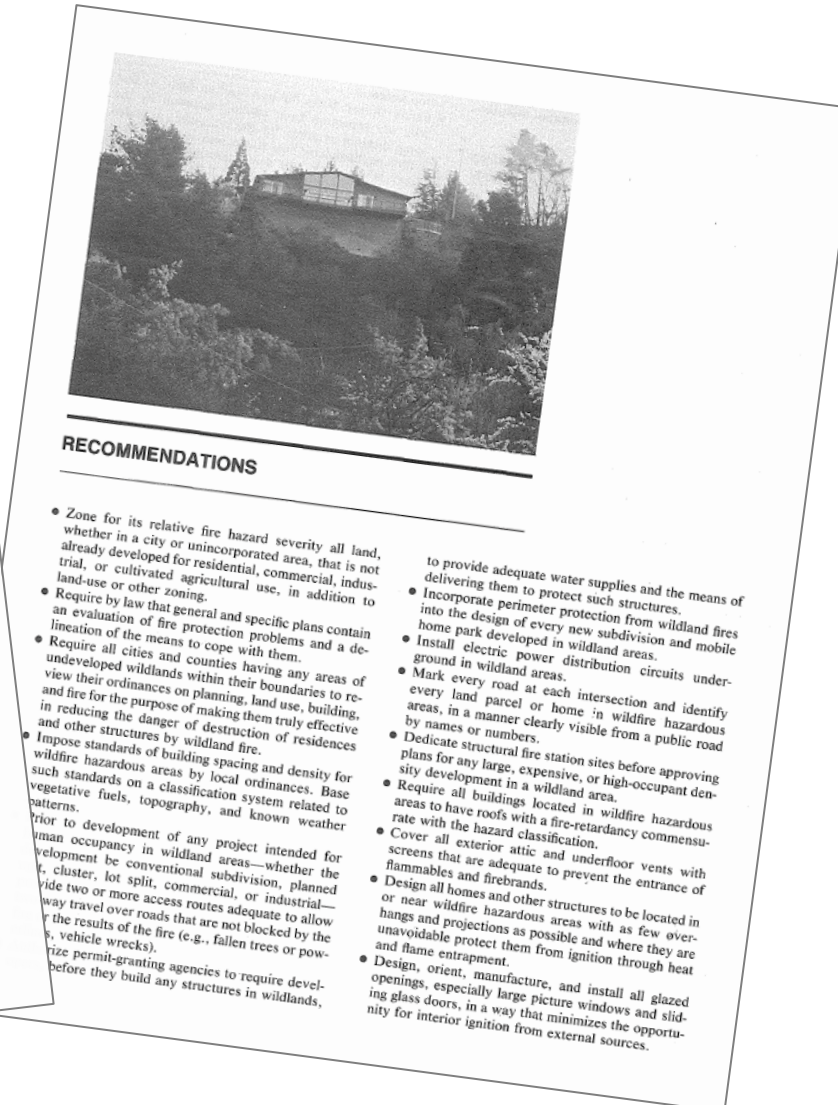 RECOMMENDATIONS
● Zone for its relative fire hazard severity all land,
whether in a city or unincorporated area, that is not
already developed for residential, commercial, indus-
trial, or cultivated agricultural use, in addition to
land-use or other zoning.
● Require by law that general and specific plans contain
an evaluation of fire protection problems and a de-
lineation of the means to cope with them.
● Require all cities and counties having any areas of
undeveloped wildlands within their boundaries to re-
view their ordinances on planning, land use, building,
and fire for the purpose of making them truly effective
in reducing the danger of destruction of residences
and other structures by wildland fire.
● Impose standards of building spacing and density for
wildfire hazardous areas by local ordinances. Base
such standards on a classification system related to
vegetative fuels, topography, and known weather
patterns.
Prior to development of any project intended for
uman occupancy in wildland areas—whether the
velopment be conventional subdivision, planned
t, cluster, lot split, commercial, or industrial—
vide two or more access routes adequate to allow
way travel over roads that are not blocked by the
r the results of the fire (e.g., fallen trees or pow-
s, vehicle wrecks).
rize permit-granting agencies to require devel-
before they build any structures in wildlands,
to provide adequate water supplies and the means of
delivering them to protect such structures.
● Incorporate perimeter protection from wildland fires
into the design of every new subdivision and mobile
home park developed in wildland areas.
● Install electric power distribution circuits under-
ground in wildland areas.
● Mark every road at each intersection and identify
every land parcel or home in wildfire hazardous
areas, in a manner clearly visible from a public road
by names or numbers.
● Dedicate structural fire station sites before approving
plans for any large, expensive, or high-occupant den-
sity development in a wildland area.
● Require all buildings located in wildfire hazardous
areas to have roofs with a fire-retardancy commensu-
rate with the hazard classification.
● Cover all exterior attic and underfloor vents with
screens that are adequate to prevent the entrance of
flammables and firebrands.
● Design all homes and other structures to be located in
or near wildfire hazardous areas with as few over-
hangs and projections as possible and where they are
unavoidable protect them from ignition through heat
and flame entrapment.
● Design, orient, manufacture, and install all glazed
openings, especially large picture windows and slid-
ing glass doors, in a way that minimizes the opportu-
nity for interior ignition from external sources.